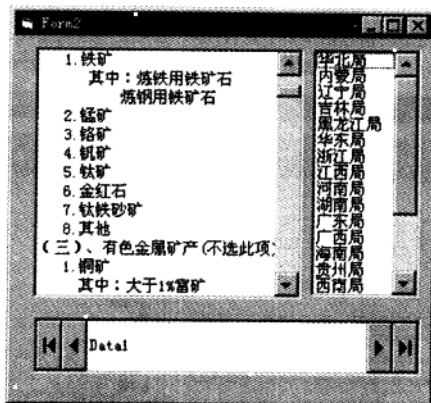 Form2
1.铁矿
其中：炼铁用铁矿石
炼钢用铁矿石
2.锰矿
3.铬矿
4.钒矿
5.钛矿
6.金红石
7.钛铁砂矿
8.其他
(三)、有色金属矿产(不选此项)
1.铜矿
其中：大于1%富矿
华北局
内蒙局
辽宁局
吉林局
黑龙江局
华东局
浙江局
江西局
河南局
湖南局
广东局
广西局
海南局
贵州局
西南局
Data1